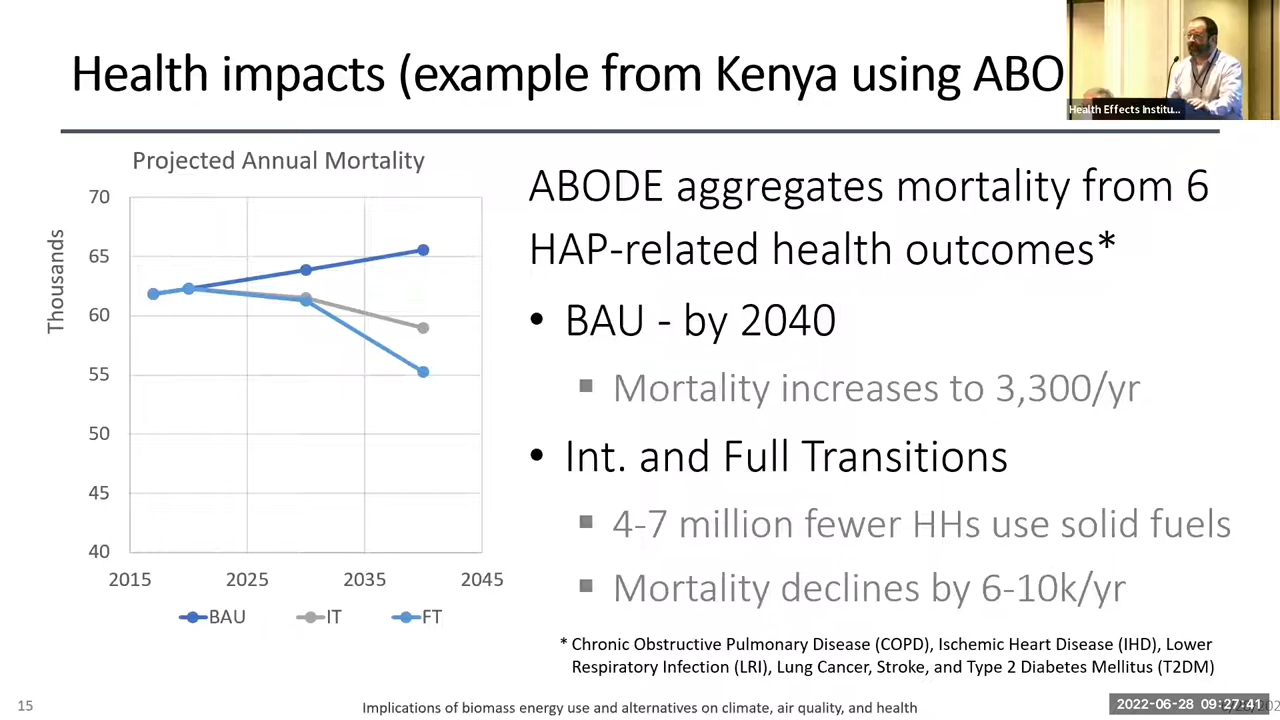 Health impacts (example from Kenya using ABO
Health Effects Institu...
Projected Annual Mortality
Thousands
70
65
60
55
50
45
40
2015 2025 2035 2045
BAU IT FT
ABODE aggregates mortality from 6
HAP-related health outcomes*
• BAU - by 2040
▪ Mortality increases to 3,300/yr
• Int. and Full Transitions
▪ 4-7 million fewer HHs use solid fuels
▪ Mortality declines by 6-10k/yr
* Chronic Obstructive Pulmonary Disease (COPD), Ischemic Heart Disease (IHD), Lower
Respiratory Infection (LRI), Lung Cancer, Stroke, and Type 2 Diabetes Mellitus (T2DM)
15
Implications of biomass energy use and alternatives on climate, air quality, and health
2022-06-28 09:27:41